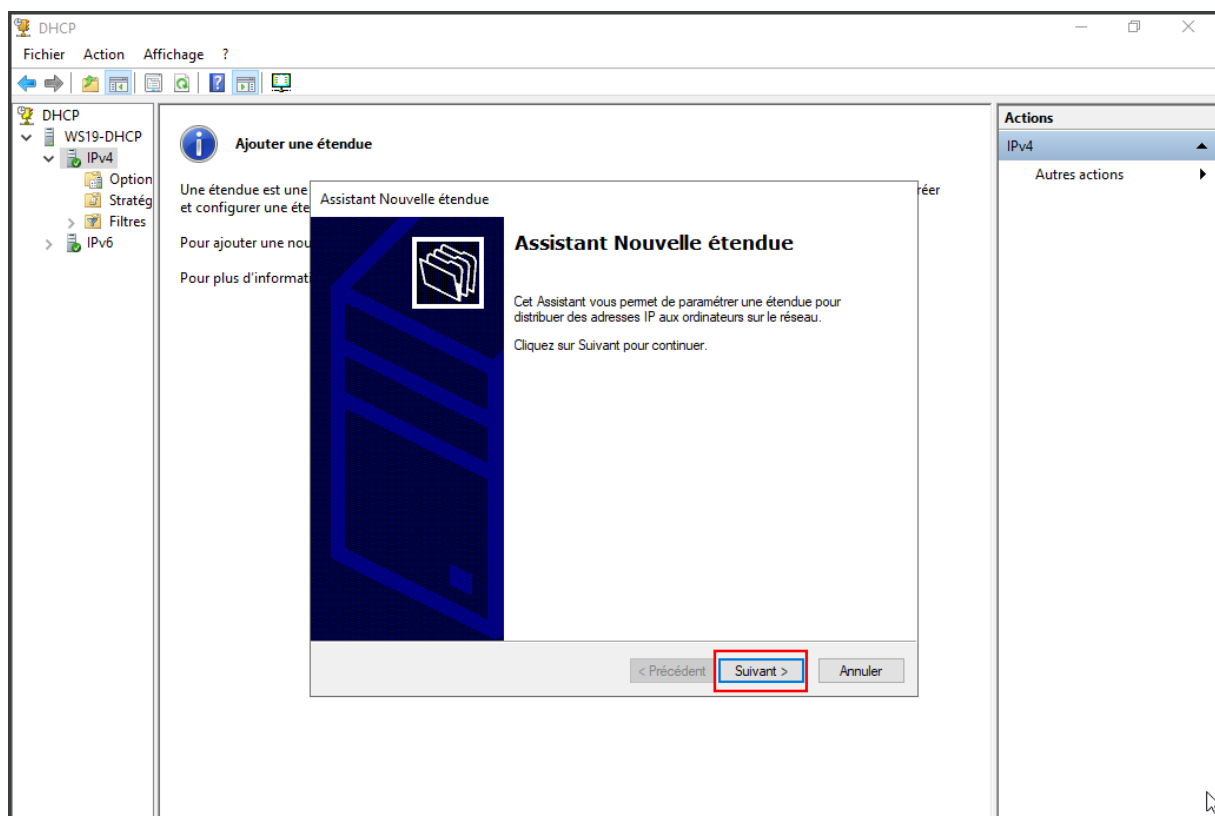 DHCP
Fichier Action Affichage ?
DHCP
WS19-DHCP
IPv4
Option
Stratég
Filtres
IPv6
Ajouter une étendue
Une étendue est une
réer
et configurer une éte
Pour ajouter une nou
Pour plus d'informati
Assistant Nouvelle étendue
Assistant Nouvelle étendue
Cet Assistant vous permet de paramétrer une étendue pour
distribuer des adresses IP aux ordinateurs sur le réseau.
Cliquez sur Suivant pour continuer.
< Précédent Suivant > Annuler
Actions
IPv4
Autres actions